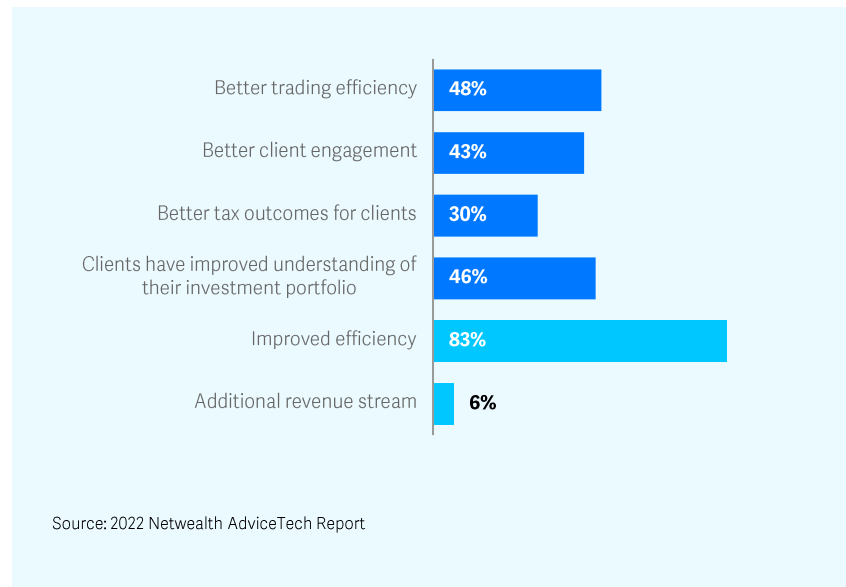 Better trading efficiency 48%
Better client engagement 43%
Better tax outcomes for clients 30%
Clients have improved understanding of
their investment portfolio 46%
Improved efficiency 83%
Additional revenue stream 6%
Source: 2022 Netwealth AdviceTech Report